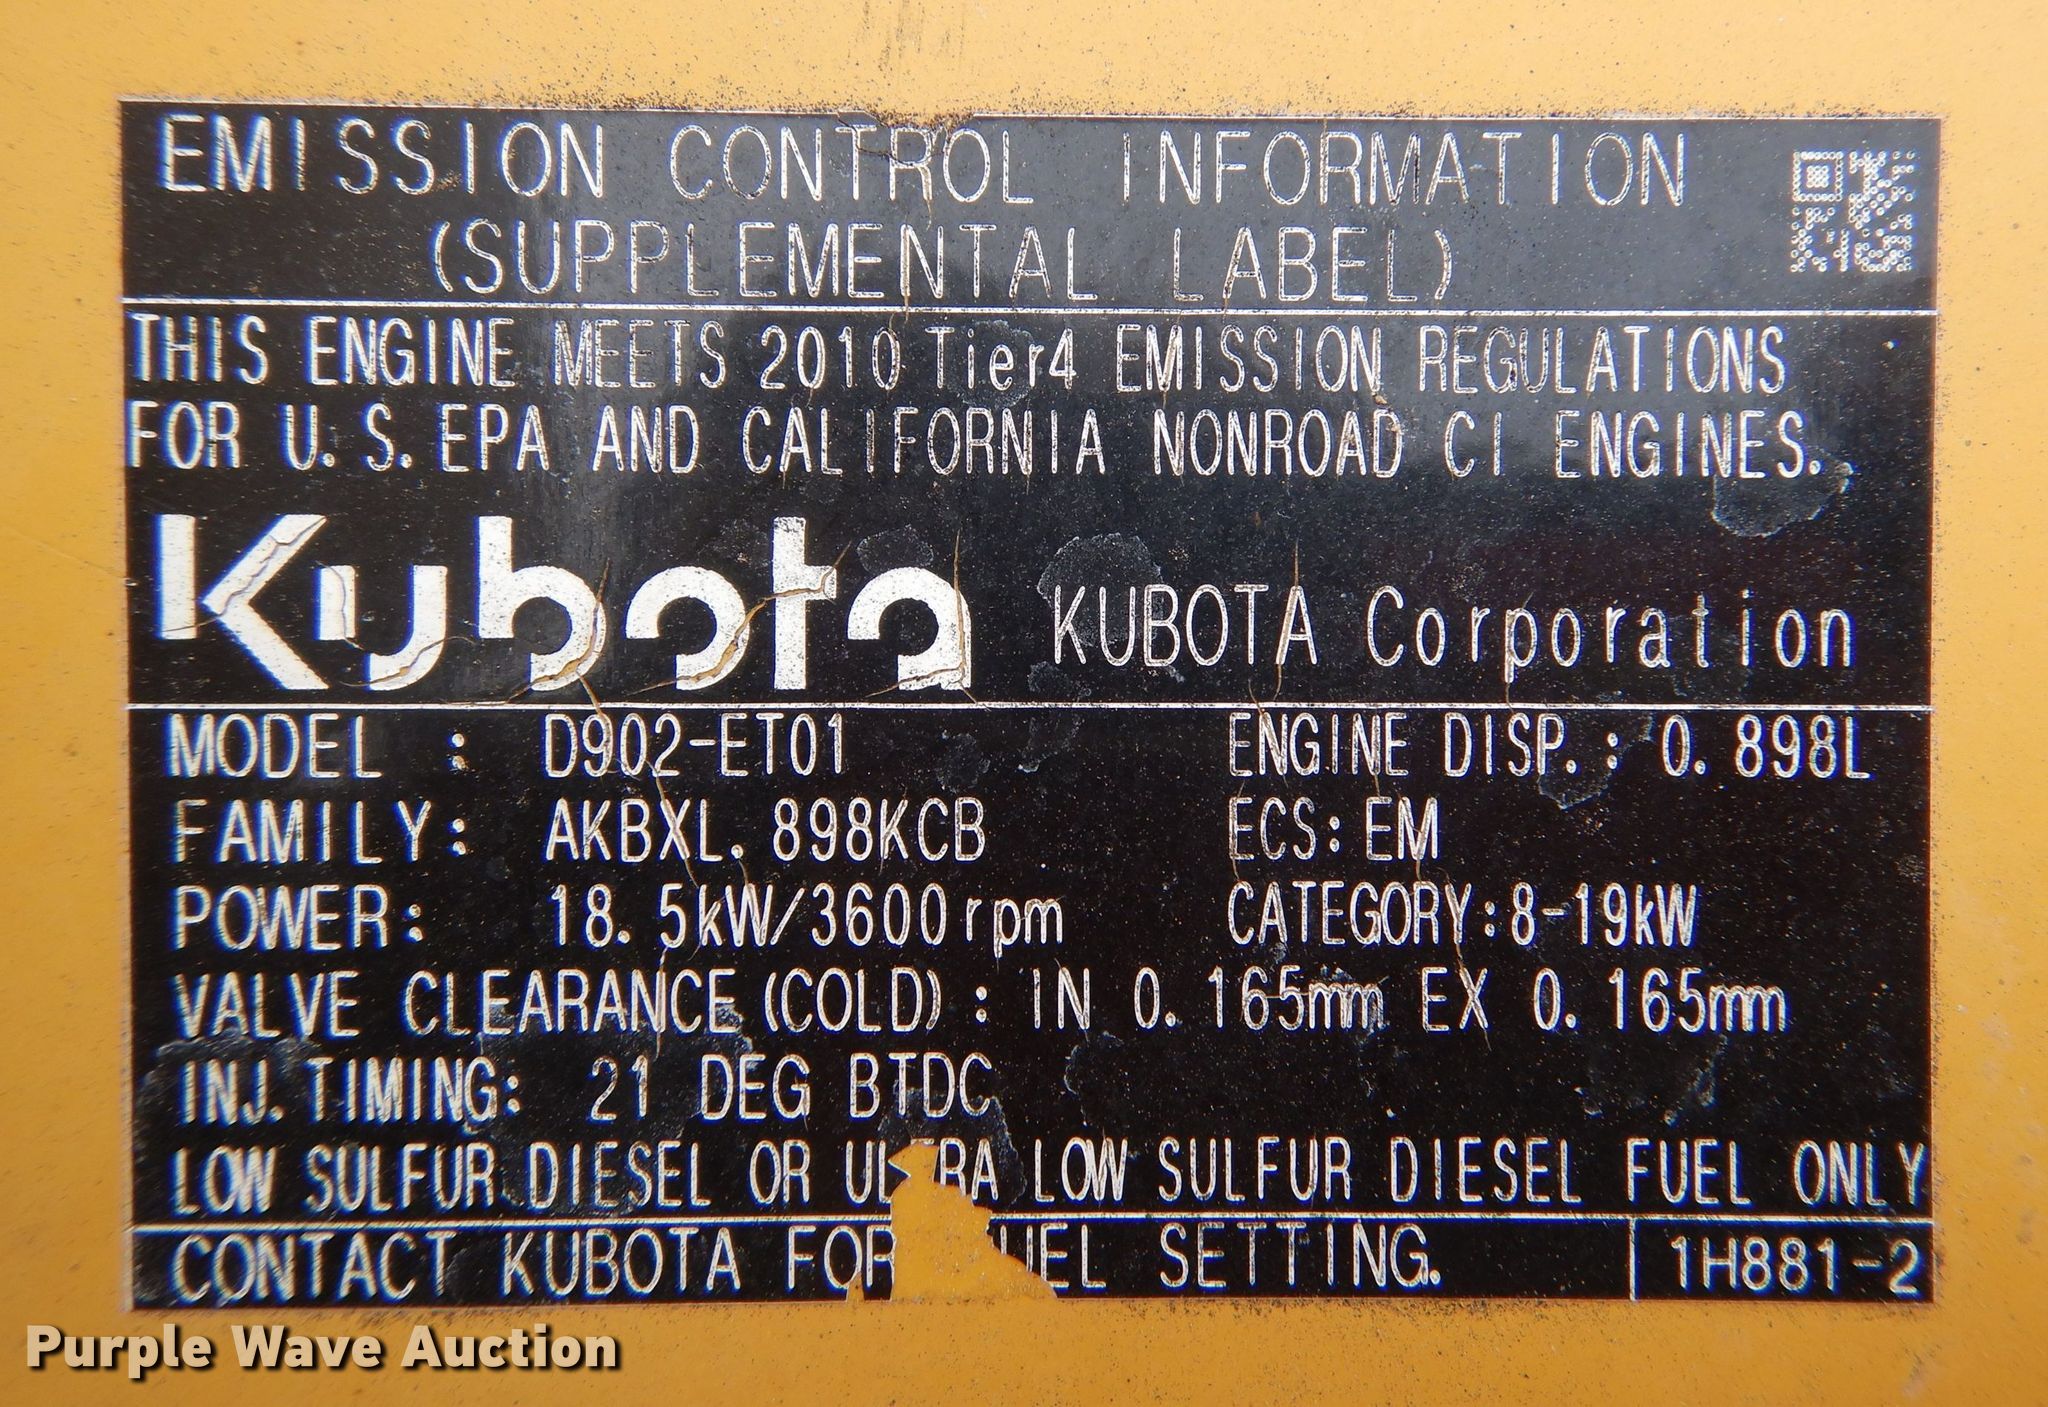 EMISSION CONTROL INFORMATION
(SUPPLEMENTAL LABEL)
THIS ENGINE MEETS 2010 Tier4 EMISSION REGULATIONS
FOR U.S. EPA AND CALIFORNIA NONROAD CI ENGINES.
Kubota KUBOTA Corporation
MODEL : D902-ET01 ENGINE DISP. : 0.898L
FAMILY: AKBXL.898KCB ECS: EM
POWER: 18.5kW/3600rpm CATEGORY:8-19kW
VALVE CLEARANCE(COLD) : IN 0.165mm EX 0.165mm
INJ. TIMING: 21 DEG BTDC
LOW SULFUR DIESEL OR ULTRA LOW SULFUR DIESEL FUEL ONLY
CONTACT KUBOTA FOR FUEL SETTING. 1H881-2
Purple Wave Auction